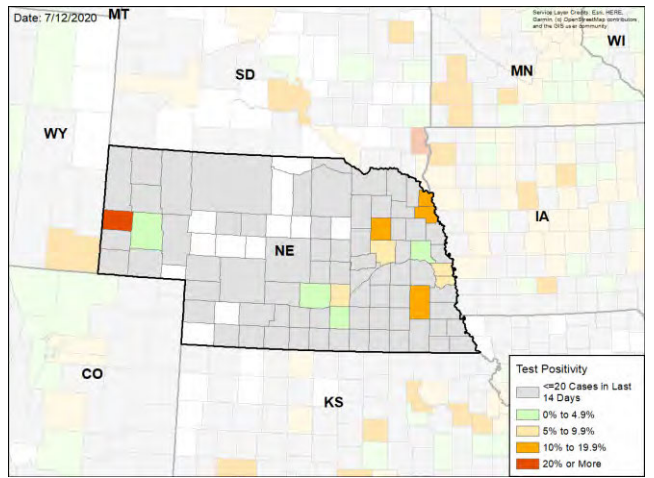 Date: 7/12/2020
MT
Service Layer Credits: Esri, HERE,
Garmin, (c) OpenStreetMap contributors,
and the GIS user community
WI
SD
MN
WY
IA
NE
CO
KS
Test Positivity
<=20 Cases in Last
14 Days
0% to 4.9%
5% to 9.9%
10% to 19.9%
20% or More